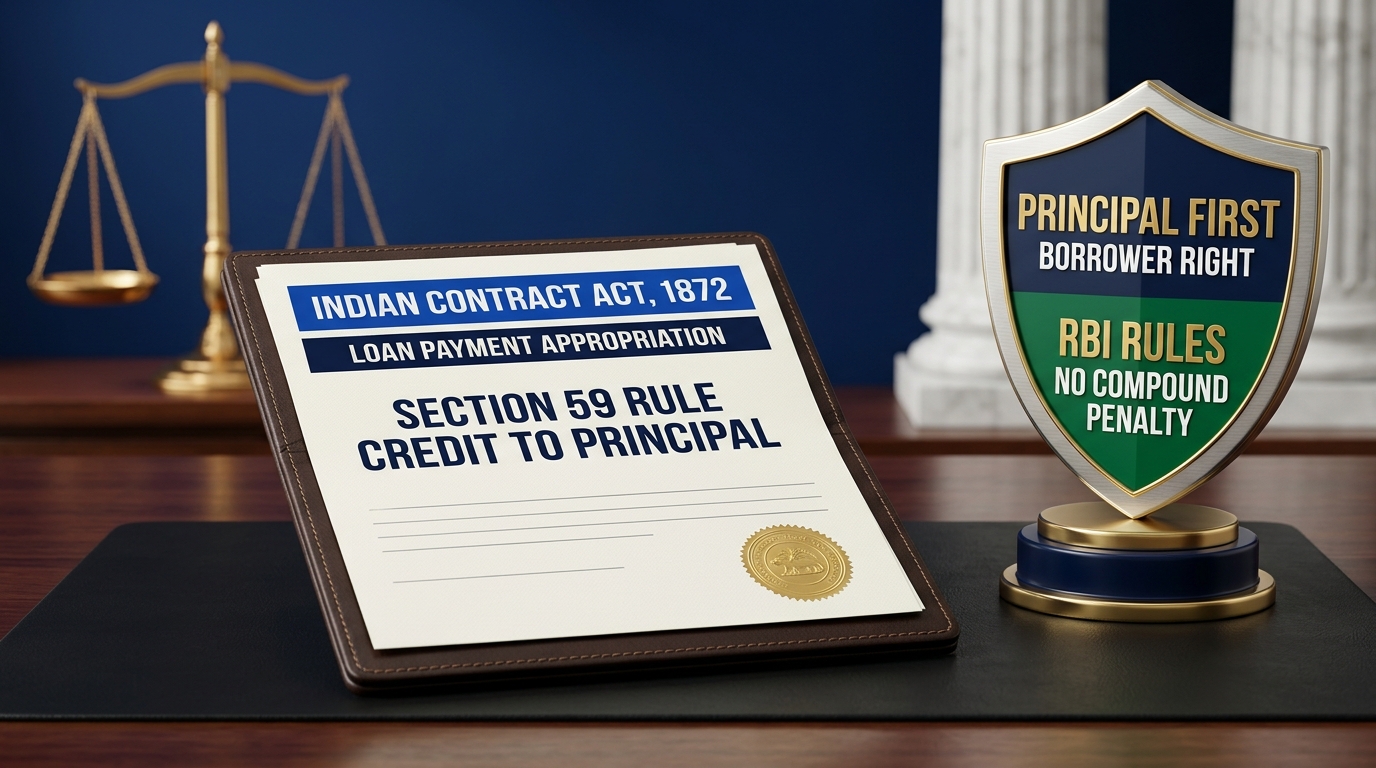 INDIAN CONTRACT ACT, 1872
LOAN PAYMENT APPROPRIATION
SECTION 59 RULE
CREDIT TO PRINCIPAL
PRINCIPAL FIRST
BORROWER RIGHT
RBI RULES
NO COMPOUND
PENALTY